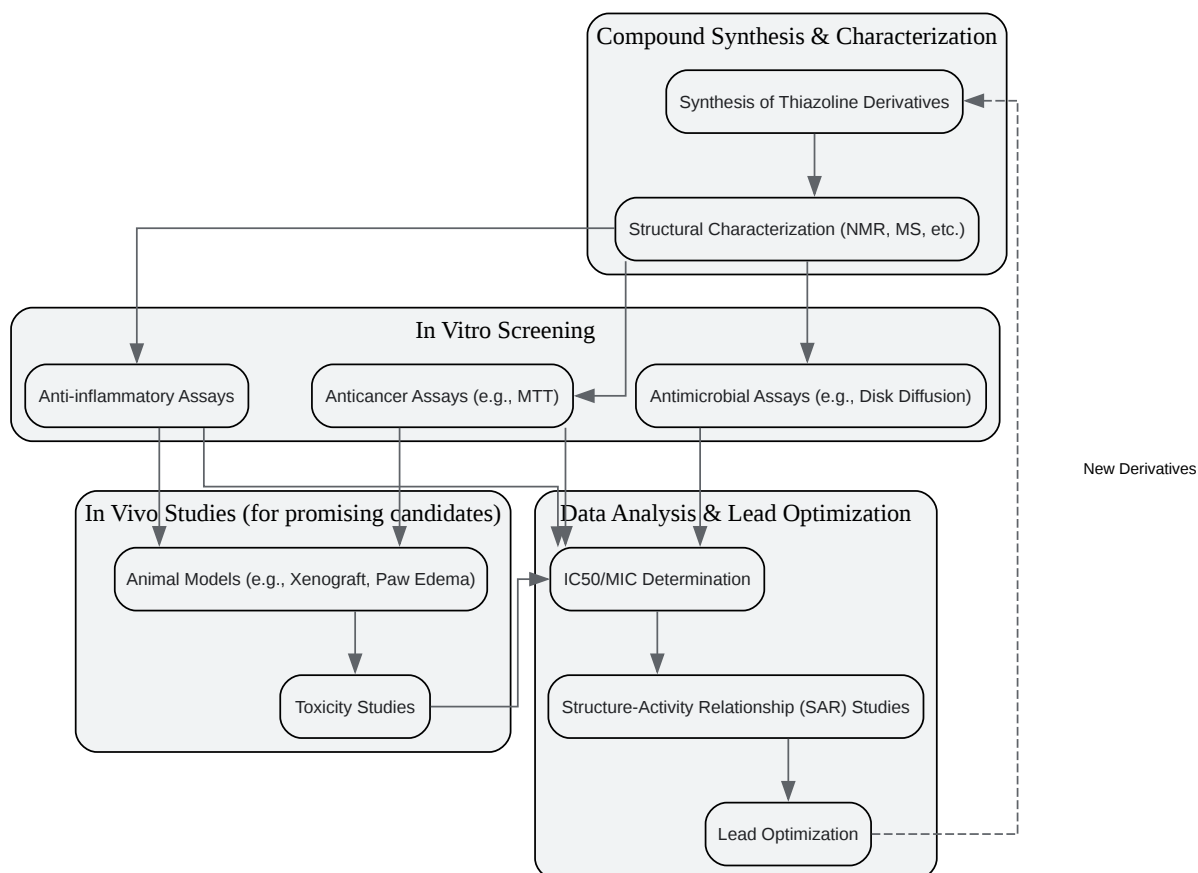 Compound Synthesis & Characterization
Synthesis of Thiazoline Derivatives
Structural Characterization (NMR, MS, etc.)
In Vitro Screening
Anti-inflammatory Assays
Anticancer Assays (e.g., MTT)
Antimicrobial Assays (e.g., Disk Diffusion)
New Derivatives
In Vivo Studies (for promising candidates)
Data Analysis & Lead Optimization
Animal Models (e.g., Xenograft, Paw Edema)
IC50/MIC Determination
Toxicity Studies
Structure-Activity Relationship (SAR) Studies
Lead Optimization